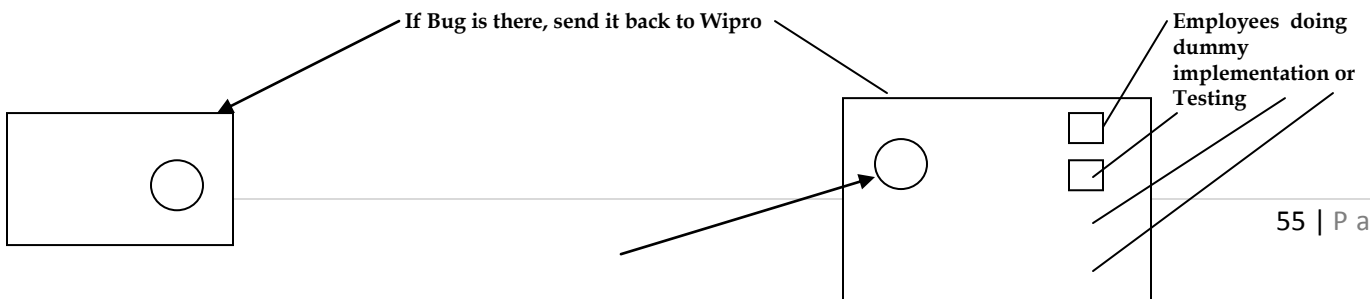 If Bug is there, send it back to Wipro
Employees doing
dummy
implementation or
Testing
55 | P a